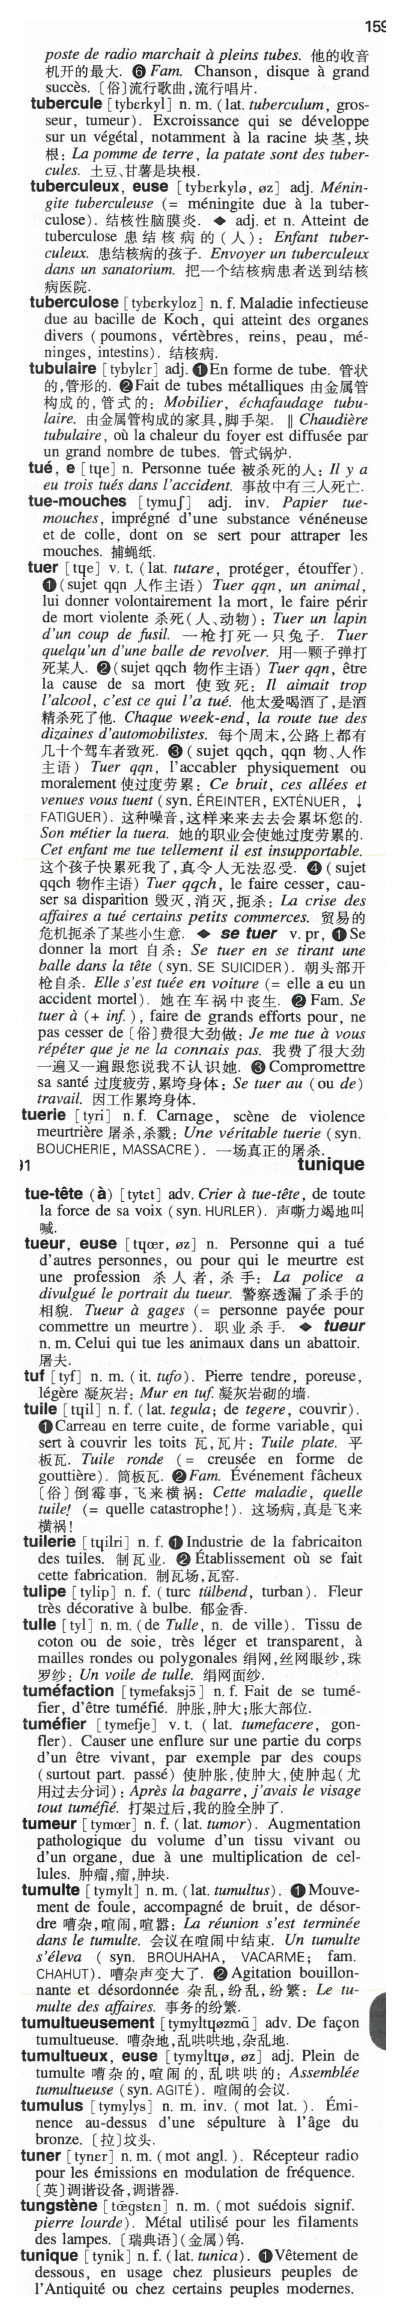 159
poste de radio marchait à pleins tubes. 他的收音
机开的最大. ❻ Fam. Chanson, disque à grand
succès. 〔俗〕流行歌曲,流行唱片.
tubercule [tybɛrkyl] n. m. (lat. tuberculum, gros-
seur, tumeur). Excroissance qui se développe
sur un végétal, notamment à la racine 块茎,块
根: La pomme de terre, la patate sont des tuber-
cules. 土豆、甘薯是块根.
tuberculeux, euse [tybɛrkylø, øz] adj. Ménin-
gite tuberculeuse (= méningite due à la tuber-
culose). 结核性脑膜炎. ◆ adj. et n. Atteint de
tuberculose 患结核病的(人): Enfant tuber-
culeux. 患结核病的孩子. Envoyer un tuberculeux
dans un sanatorium. 把一个结核病患者送到结核
病医院.
tuberculose [tybɛrkyloz] n. f. Maladie infectieuse
due au bacille de Koch, qui atteint des organes
divers (poumons, vertèbres, reins, peau, mé-
ninges, intestins). 结核病.
tubulaire [tybylɛr] adj. ❶En forme de tube. 管状
的,管形的. ❷Fait de tubes métalliques 由金属管
构成的,管式的: Mobilier, échafaudage tubu-
laire. 由金属管构成的家具,脚手架. ‖ Chaudière
tubulaire, où la chaleur du foyer est diffusée par
un grand nombre de tubes. 管式锅炉.
tué, e [tɥe] n. Personne tuée 被杀死的人: Il y a
eu trois tués dans l'accident. 事故中有三人死亡.
tue-mouches [tymuʃ] adj. inv. Papier tue-
mouches, imprégné d'une substance vénéneuse
et de colle, dont on se sert pour attraper les
mouches. 捕蝇纸.
tuer [tɥe] v. t. (lat. tutare, protéger, étouffer).
❶(sujet qqn 人作主语) Tuer qqn, un animal,
lui donner volontairement la mort, le faire périr
de mort violente 杀死(人、动物): Tuer un lapin
d'un coup de fusil. 一枪打死一只兔子. Tuer
quelqu'un d'une balle de revolver. 用一颗子弹打
死某人. ❷(sujet qqch 物作主语) Tuer qqn, être
la cause de sa mort 使致死: Il aimait trop
l'alcool, c'est ce qui l'a tué. 他太爱喝酒了,是酒
精杀死了他. Chaque week-end, la route tue des
dizaines d'automobilistes. 每个周末,公路上都有
几十个驾车者致死. ❸(sujet qqch, qqn 物、人作
主语) Tuer qqn, l'accabler physiquement ou
moralement 使过度劳累: Ce bruit, ces allées et
venues vous tuent (syn. ÉREINTER, EXTÉNUER, ↓
FATIGUER). 这种噪音,这样来来去去会累坏您的.
Son métier la tuera. 她的职业会使她过度劳累的.
Cet enfant me tue tellement il est insupportable.
这个孩子快累死我了,真令人无法忍受. ❹(sujet
qqch 物作主语) Tuer qqch, le faire cesser, cau-
ser sa disparition 毁灭,消灭,扼杀: La crise des
affaires a tué certains petits commerces. 贸易的
危机扼杀了某些小生意. ◆ se tuer v. pr, ❶Se
donner la mort 自杀: Se tuer en se tirant une
balle dans la tête (syn. SE SUICIDER). 朝头部开
枪自杀. Elle s'est tuée en voiture (= elle a eu un
accident mortel). 她在车祸中丧生. ❷ Fam. Se
tuer à (+ inf.), faire de grands efforts pour, ne
pas cesser de〔俗〕费很大劲做: Je me tue à vous
répéter que je ne la connais pas. 我费了很大劲
一遍又一遍跟您说我不认识她. ❸Compromettre
sa santé 过度疲劳,累垮身体: Se tuer au (ou de)
travail. 因工作累垮身体.
tuerie [tyri] n. f. Carnage, scène de violence
meurtrière 屠杀,杀戮: Une véritable tuerie (syn.
BOUCHERIE, MASSACRE). 一场真正的屠杀.
91 tunique
tue-tête (à) [tytɛt] adv. Crier à tue-tête, de toute
la force de sa voix (syn. HURLER). 声嘶力竭地叫
喊.
tueur, euse [tɥœr, øz] n. Personne qui a tué
d'autres personnes, ou pour qui le meurtre est
une profession 杀人者,杀手: La police a
divulgué le portrait du tueur. 警察透漏了杀手的
相貌. Tueur à gages (= personne payée pour
commettre un meurtre). 职业杀手. ◆ tueur
n. m. Celui qui tue les animaux dans un abattoir.
屠夫.
tuf [tyf] n. m. (it. tufo). Pierre tendre, poreuse,
légère 凝灰岩: Mur en tuf. 凝灰岩砌的墙.
tuile [tɥil] n. f. (lat. tegula; de tegere, couvrir).
❶Carreau en terre cuite, de forme variable, qui
sert à couvrir les toits 瓦,瓦片: Tuile plate. 平
板瓦. Tuile ronde (= creusée en forme de
gouttière). 筒板瓦. ❷Fam. Événement fâcheux
〔俗〕倒霉事,飞来横祸: Cette maladie, quelle
tuile! (= quelle catastrophe!). 这场病,真是飞来
横祸!
tuilerie [tɥilri] n. f. ❶Industrie de la fabricaiton
des tuiles. 制瓦业. ❷Établissement où se fait
cette fabrication. 制瓦场,瓦窑.
tulipe [tylip] n. f. (turc tülbend, turban). Fleur
très décorative à bulbe. 郁金香.
tulle [tyl] n. m. (de Tulle, n. de ville). Tissu de
coton ou de soie, très léger et transparent, à
mailles rondes ou polygonales 绢网,丝网眼纱,珠
罗纱: Un voile de tulle. 绢网面纱.
tuméfaction [tymefaksjɔ̃] n. f. Fait de se tumé-
fier, d'être tuméfié. 肿胀,肿大;胀大部位.
tuméfier [tymefje] v. t. (lat. tumefacere, gon-
fler). Causer une enflure sur une partie du corps
d'un être vivant, par exemple par des coups
(surtout part. passé) 使肿胀,使肿大,使肿起(尤
用过去分词): Après la bagarre, j'avais le visage
tout tuméfié. 打架过后,我的脸全肿了.
tumeur [tymœr] n. f. (lat. tumor). Augmentation
pathologique du volume d'un tissu vivant ou
d'un organe, due à une multiplication de cel-
lules. 肿瘤,瘤,肿块.
tumulte [tymylt] n. m. (lat. tumultus). ❶Mouve-
ment de foule, accompagné de bruit, de désor-
dre 嘈杂,喧闹,喧嚣: La réunion s'est terminée
dans le tumulte. 会议在喧闹中结束. Un tumulte
s'éleva ( syn. BROUHAHA, VACARME; fam.
CHAHUT). 嘈杂声变大了. ❷Agitation bouillon-
nante et désordonnée 杂乱,纷乱,纷繁: Le tu-
multe des affaires. 事务的纷繁.
tumultueusement [tymyltɥøzmɑ̃] adv. De façon
tumultueuse. 嘈杂地,乱哄哄地,杂乱地.
tumultueux, euse [tymyltɥø, øz] adj. Plein de
tumulte 嘈杂的,喧闹的,乱哄哄的: Assemblée
tumultueuse (syn. AGITÉ). 喧闹的会议.
tumulus [tymylys] n. m. inv. (mot lat.). Émi-
nence au-dessus d'une sépulture à l'âge du
bronze. 〔拉〕坟头.
tuner [tynɛr] n. m. (mot angl.). Récepteur radio
pour les émissions en modulation de fréquence.
〔英〕调谐设备,调谐器.
tungstène [tœ̃gstɛn] n. m. (mot suédois signif.
pierre lourde). Métal utilisé pour les filaments
des lampes. 〔瑞典语〕(金属)钨.
tunique [tynik] n. f. (lat. tunica). ❶Vêtement de
dessous, en usage chez plusieurs peuples de
l'Antiquité ou chez certains peuples modernes.